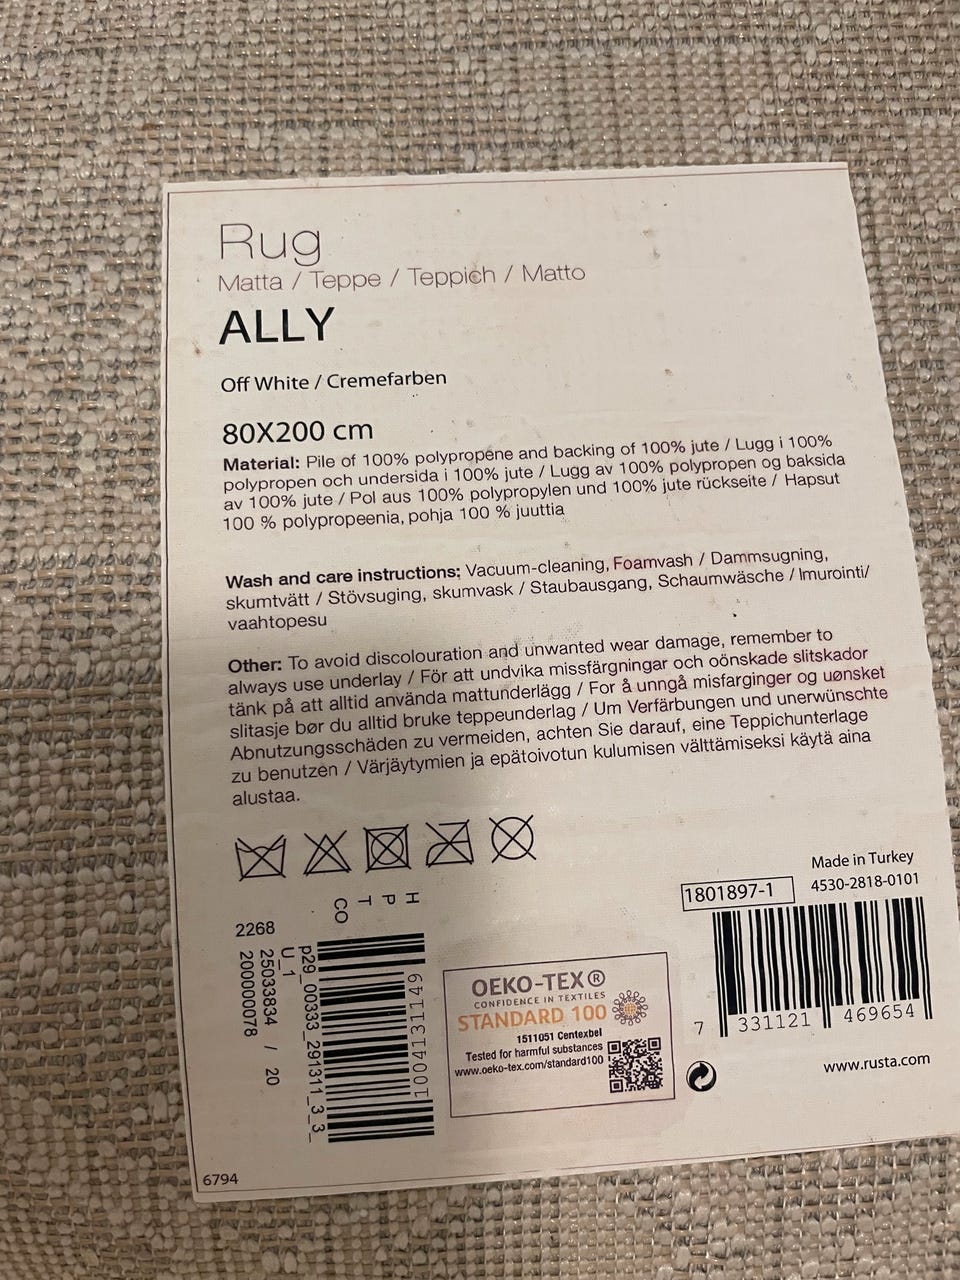 Rug
Matta / Teppe / Teppich / Matto
ALLY
Off White / Cremefarben
80X200 cm
Material: Pile of 100% polypropene and backing of 100% jute / Lugg i 100%
polypropen och undersida i 100% jute / Lugg av 100% polypropen og baksida
av 100% jute / Pol aus 100% polypropylen und 100% jute rückseite / Hapsut
100 % polypropeenia, pohja 100 % juuttia
Wash and care instructions: Vacuum-cleaning, Foamvash / Dammsugning,
skumtvätt / Stövsuging, skumvask / Staubausgang, Schaumwäsche / Imurointi/
vaahtopesu
Other: To avoid discolouration and unwanted wear damage, remember to
always use underlay / För att undvika missfärgningar och oönskade slitskador
tänk på att alltid använda mattunderlägg / For å unngå misfarginger og uønsket
slitasje bør du alltid bruke teppeunderlag / Um Verfärbungen und unerwünschte
Abnutzungsschäden zu vermeiden, achten Sie darauf, eine Teppichunterlage
zu benutzen / Värjäytymien ja epätoivotun kulumisen välttämiseksi käytä aina
alustaa.
Made in Turkey
1801897-1
4530-2818-0101
7 331121 469654
www.rusta.com
H
P
T
CO
2268
1001413114 9
p29_00333_291311_3_3_
U_1
25033834 / 20
20000078
OEKO-TEX®
CONFIDENCE IN TEXTILES
STANDARD 100
1511051 Centexbel
Tested for harmful substances
www.oeko-tex.com/standard100
6794